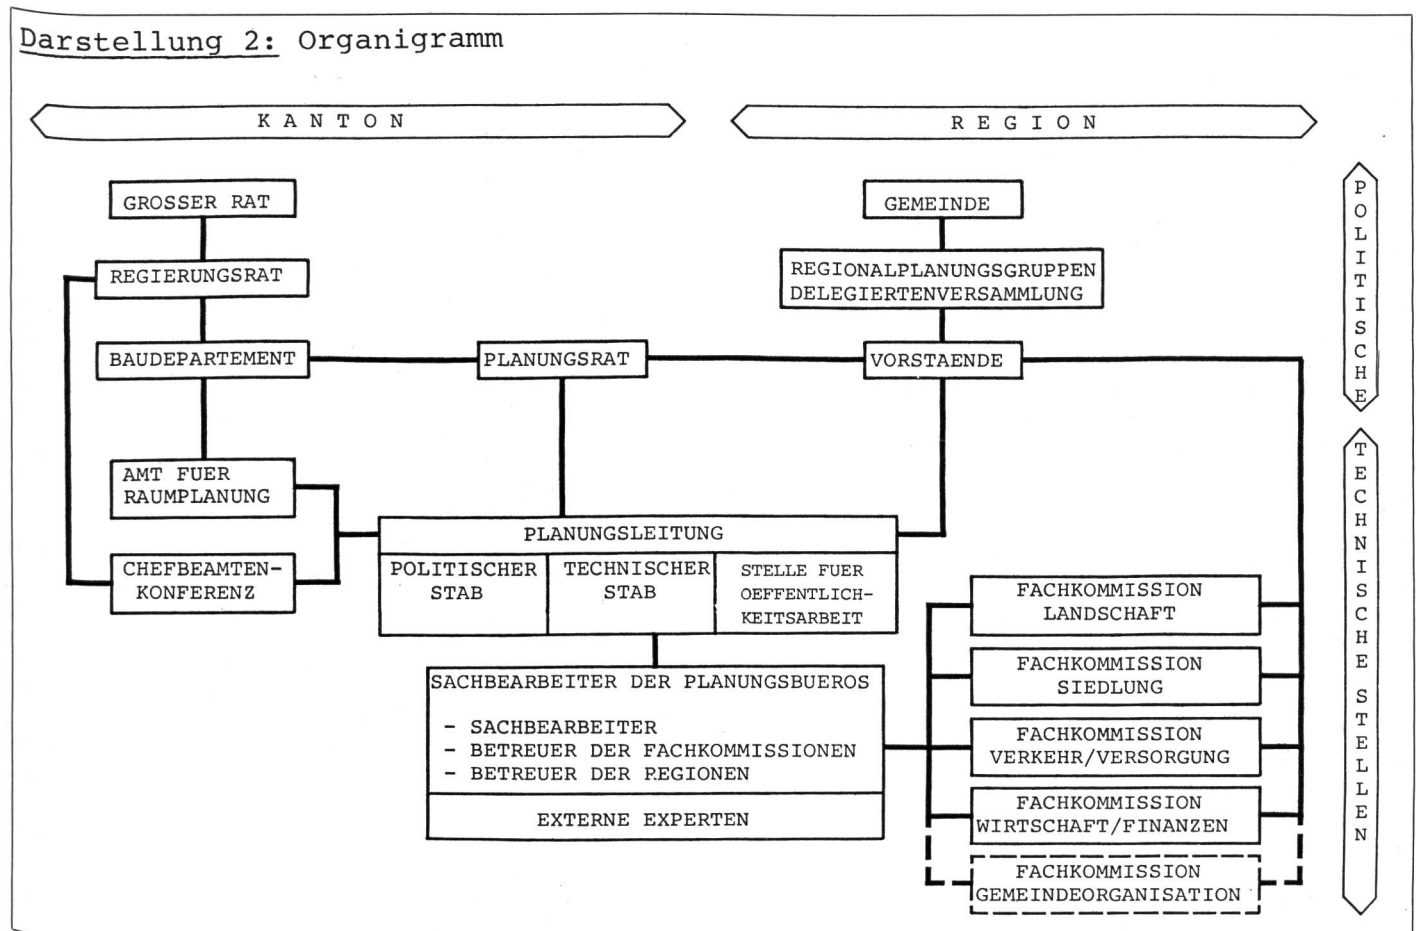 Darstellung 2: Organigramm
KANTON
REGION
GROSSER RAT
REGIERUNGSRAT
BAUDEPARTEMENT
PLANUNGSRAT
GEMEINDE
REGIONALPLANUNGSGRUPPEN
DELEGIERTENVERSAMMLUNG
VORSTAENDE
POLITISCHE
AMT FUER
RAUMPLANUNG
CHEFBEAMTEN-
KONFERENZ
PLANUNGSLEITUNG
POLITISCHER
STAB
TECHNISCHER
STAB
STELLE FUER
OEFFENTLICH-
KEITSARBEIT
SACHBEARBEITER DER PLANUNGSBUEROS
- SACHBEARBEITER
- BETREUER DER FACHKOMMISSIONEN
- BETREUER DER REGIONEN
EXTERNE EXPERTEN
FACHKOMMISSION
LANDSCHAFT
FACHKOMMISSION
SIEDLUNG
FACHKOMMISSION
VERKEHR/VERSORGUNG
FACHKOMMISSION
WIRTSCHAFT/FINANZEN
FACHKOMMISSION
GEMEINDEORGANISATION
TECHNISCHE STELLEN